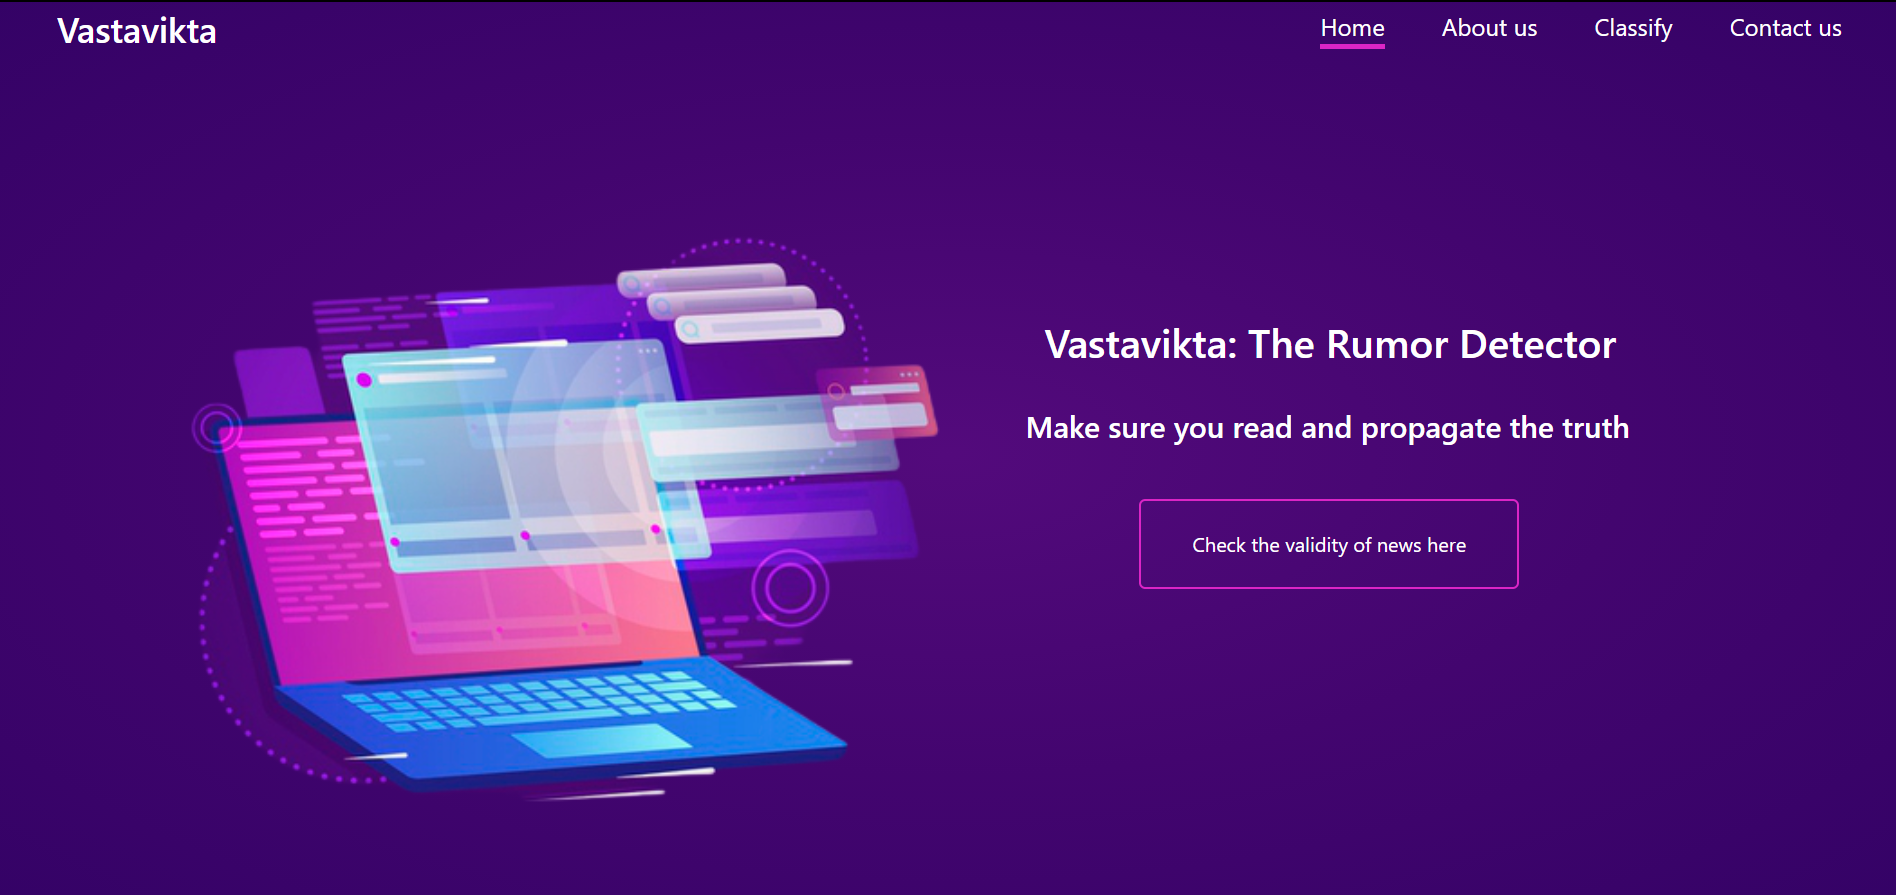 Vastavikta
Home
About us
Classify
Contact us
Vastavikta: The Rumor Detector
Make sure you read and propagate the truth
Check the validity of news here